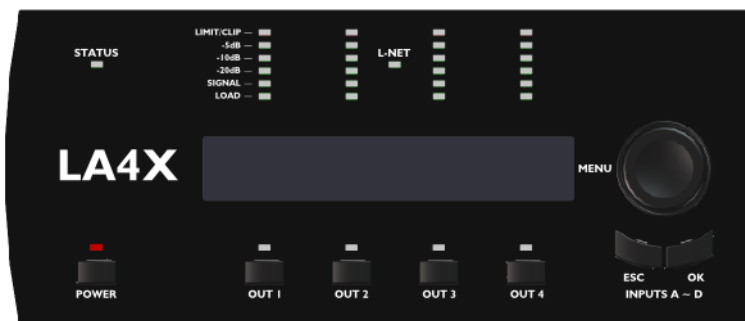 STATUS
LIMIT/CLIP
-5dB
-10dB
-20dB
SIGNAL
LOAD
L-NET
LA4X
MENU
POWER
OUT 1
OUT 2
OUT 3
OUT 4
ESC OK
INPUTS A ~ D